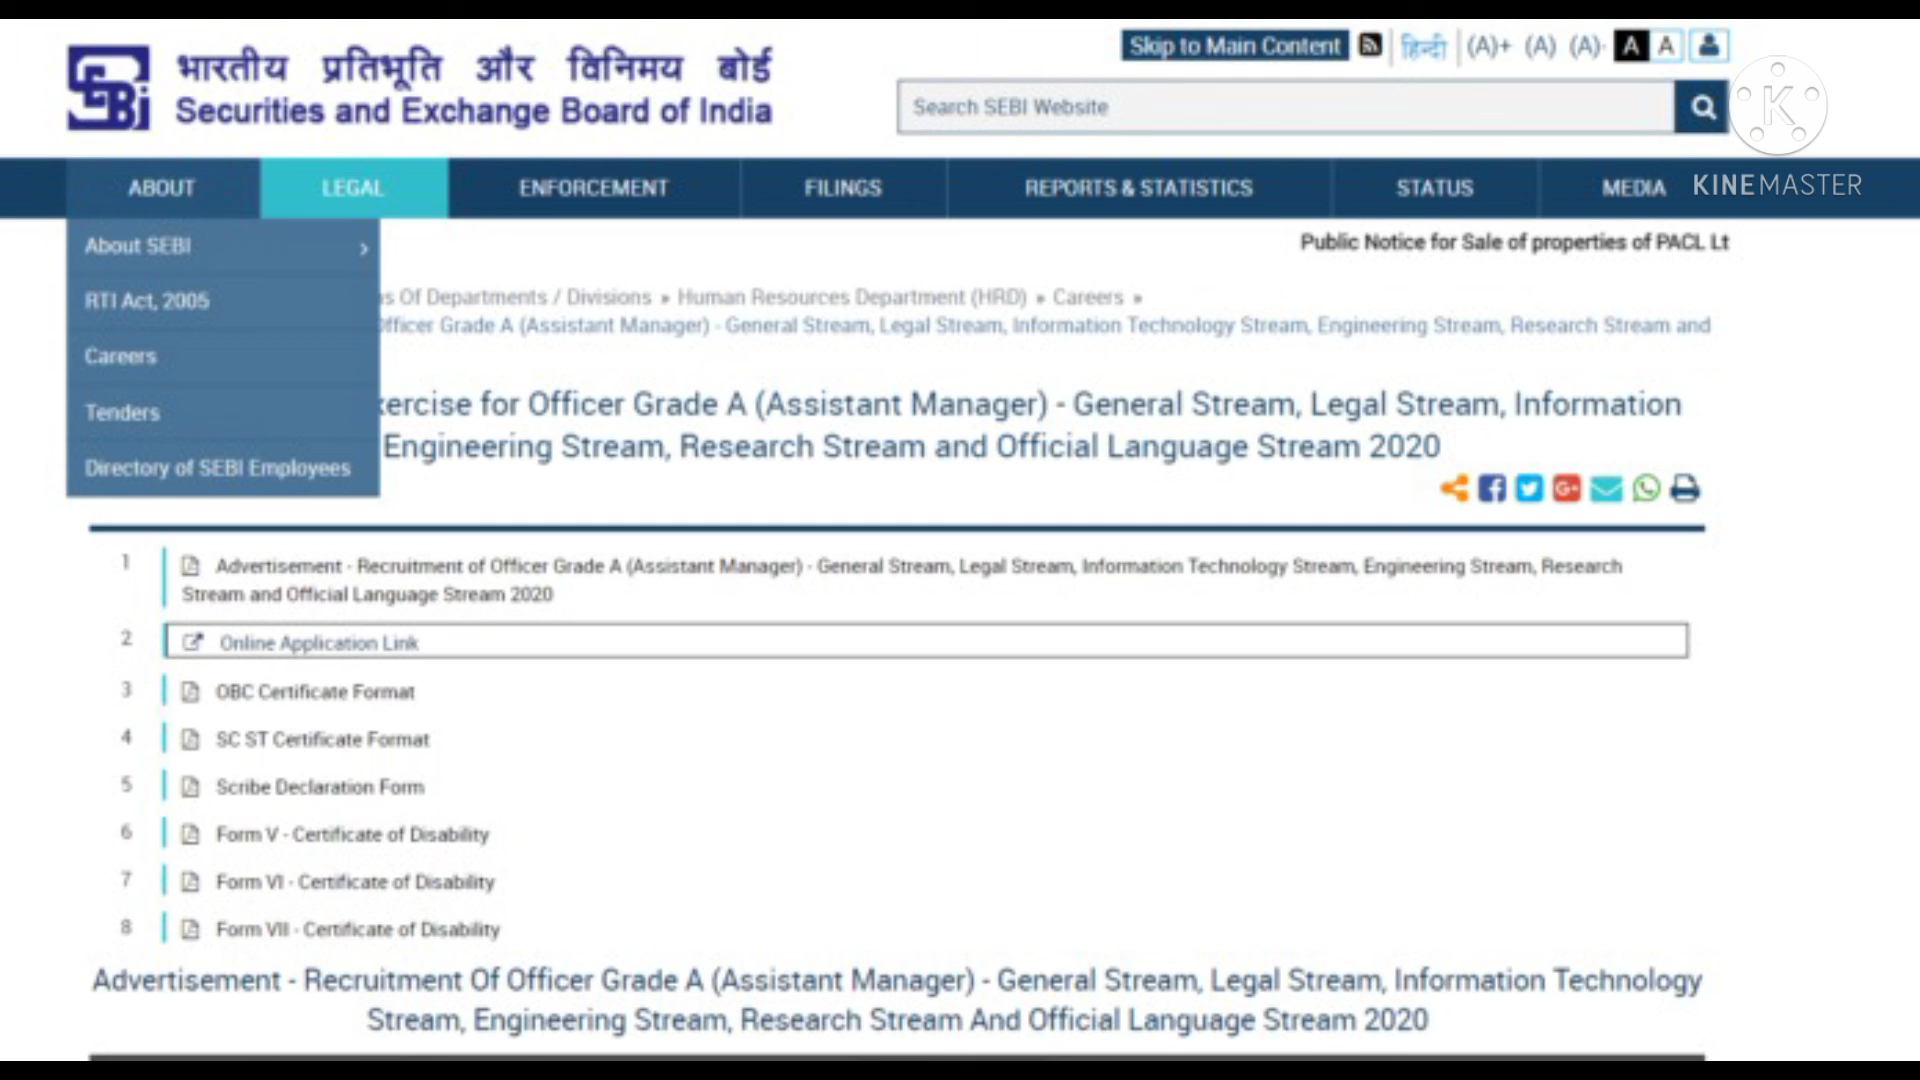 Skip to Main Content हिन्दी (A)+ (A) (A)- A A
SEBI
भारतीय प्रतिभूति और विनिमय बोर्ड
Securities and Exchange Board of India
Search SEBI Website
K
KINEMASTER
ABOUT LEGAL ENFORCEMENT FILINGS REPORTS & STATISTICS STATUS MEDIA
Public Notice for Sale of properties of PACL Lt
About SEBI
RTI Act, 2005
Careers
Tenders
Directory of SEBI Employees
s Of Departments / Divisions » Human Resources Department (HRD) » Careers »
Officer Grade A (Assistant Manager) - General Stream, Legal Stream, Information Technology Stream, Engineering Stream, Research Stream and
xercise for Officer Grade A (Assistant Manager) - General Stream, Legal Stream, Information
Engineering Stream, Research Stream and Official Language Stream 2020
1 Advertisement - Recruitment of Officer Grade A (Assistant Manager) - General Stream, Legal Stream, Information Technology Stream, Engineering Stream, Research
Stream and Official Language Stream 2020
2 Online Application Link
3 OBC Certificate Format
4 SC ST Certificate Format
5 Scribe Declaration Form
6 Form V - Certificate of Disability
7 Form VI - Certificate of Disability
8 Form VII - Certificate of Disability
Advertisement - Recruitment Of Officer Grade A (Assistant Manager) - General Stream, Legal Stream, Information Technology
Stream, Engineering Stream, Research Stream And Official Language Stream 2020